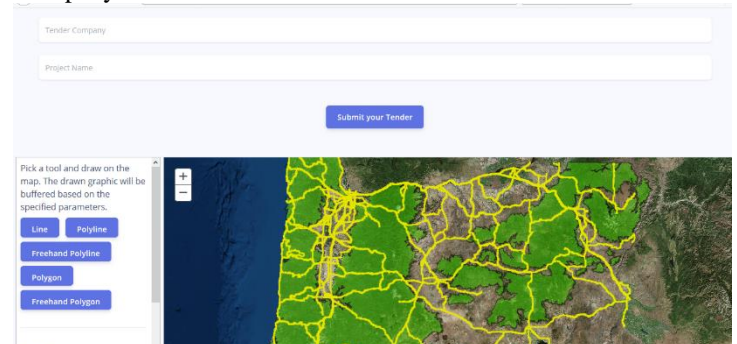 Tender Company
Project Name
Submit your Tender
Pick a tool and draw on the
map. The drawn graphic will be
buffered based on the
specified parameters.
+
−
Line
Polyline
Freehand Polyline
Polygon
Freehand Polygon